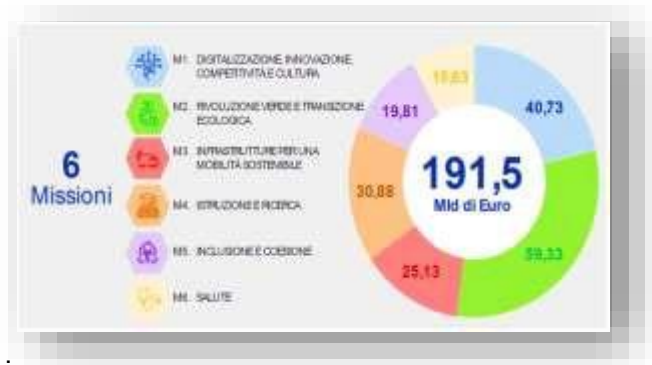 6
Missioni
M1. DIGITALIZZAZIONE, INNOVAZIONE,
COMPETITIVITÀ E CULTURA
M2. RIVOLUZIONE VERDE E TRANSIZIONE
ECOLOGICA
M3. INFRASTRUTTURE PER UNA
MOBILITÀ SOSTENIBILE
M4. ISTRUZIONE E RICERCA
M5. INCLUSIONE E COESIONE
M6. SALUTE
40,73
59,33
25,13
30,88
19,81
15,63
191,5
Mld di Euro
.